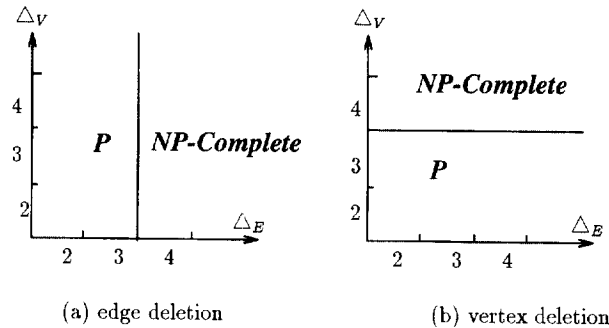 △V
4
3
2
P
NP-Complete
△E
2 3 4
(a) edge deletion
△V
4
3
2
NP-Complete
P
△E
2 3 4
(b) vertex deletion